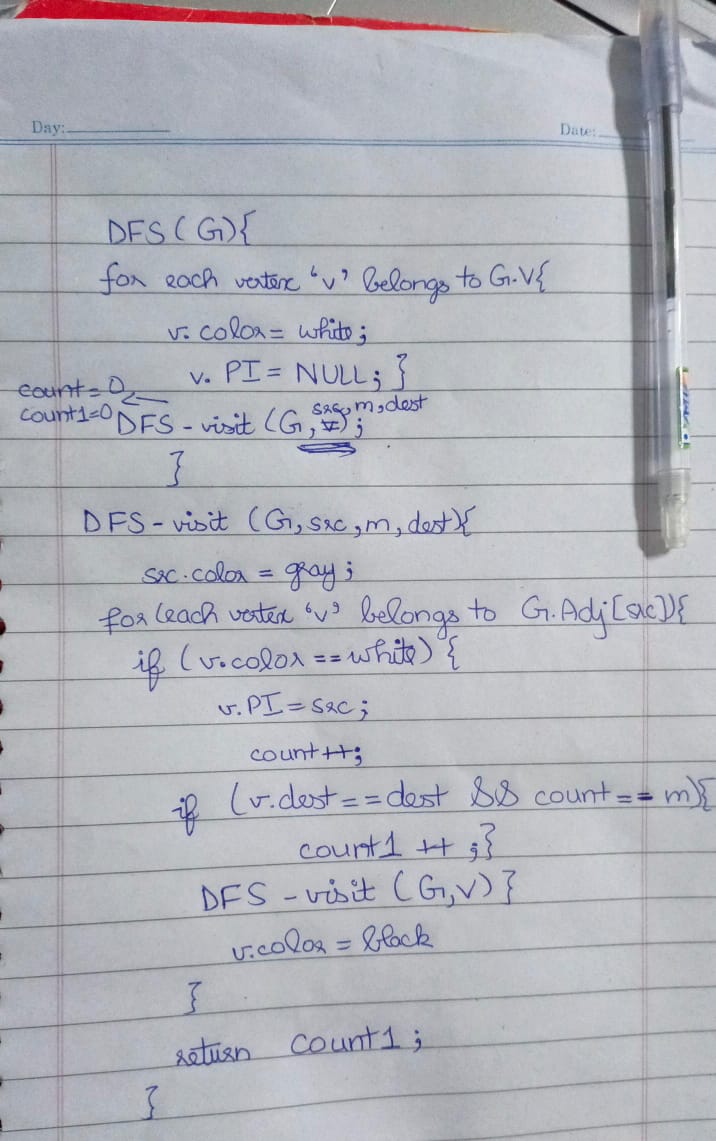 Day:
Date:
DFS (G){
for each vertex 'v' belongs to G.V{
v.color = white;
v. PI = NULL; }
count = 0
count1=0
src, m, dest
DFS - visit (G, );
}
DFS - visit (G, src, m, dest){
src.color = gray;
for (each vertex 'v' belongs to G.Adj[src]){
if (v.color == white) {
v.PI = src;
count ++;
if (v.dest == dest && count == m){
count1 ++ ;}
DFS - visit (G,v) }
v.color = black
}
return count1;
}